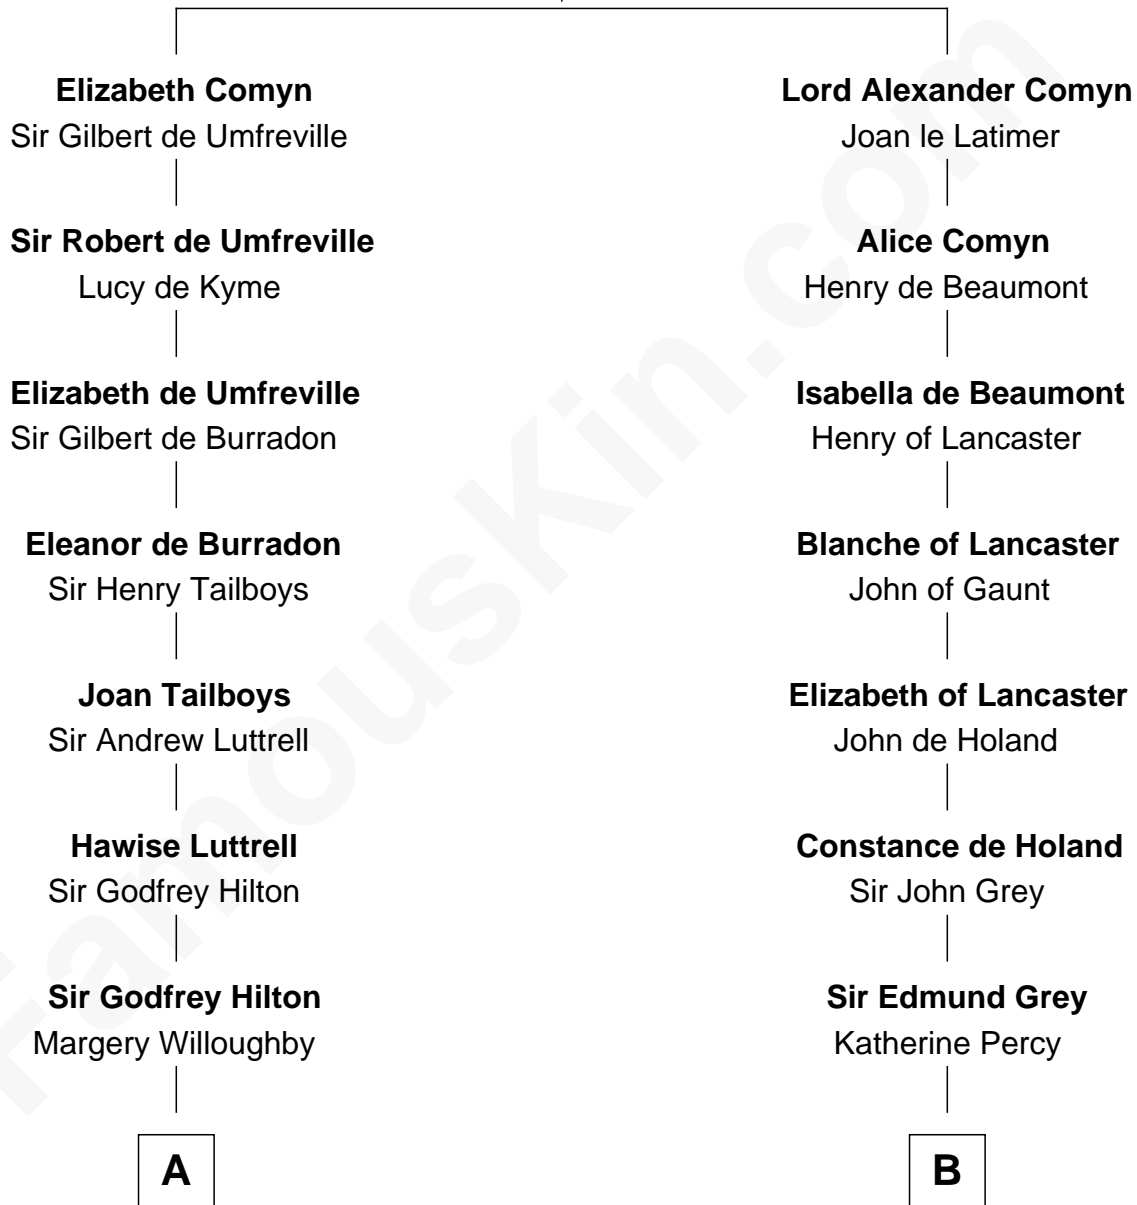 Elizabeth Comyn
Sir Gilbert de Umfreville
Sir Robert de Umfreville
Lucy de Kyme
Elizabeth de Umfreville
Sir Gilbert de Burradon
Eleanor de Burradon
Sir Henry Tailboys
Joan Tailboys
Sir Andrew Luttrell
Hawise Luttrell
Sir Godfrey Hilton
Sir Godfrey Hilton
Margery Willoughby
A
Lord Alexander Comyn
Joan le Latimer
Alice Comyn
Henry de Beaumont
Isabella de Beaumont
Henry of Lancaster
Blanche of Lancaster
John of Gaunt
Elizabeth of Lancaster
John de Holand
Constance de Holand
Sir John Grey
Sir Edmund Grey
Katherine Percy
B
FamousKin.com